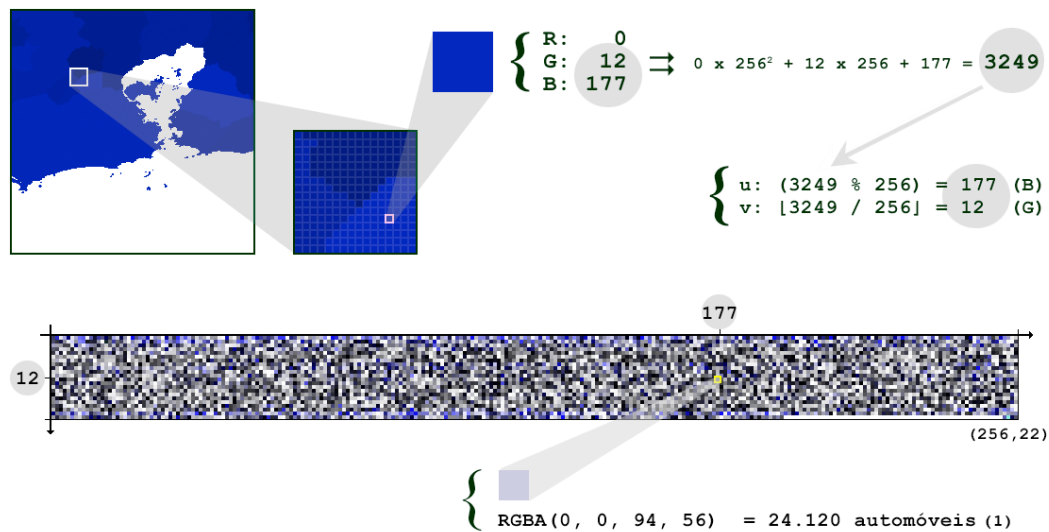 R: 0
G: 12
B: 177
0 x 256² + 12 x 256 + 177 = 3249
u: (3249 % 256) = 177 (B)
v: ⌊3249 / 256⌋ = 12 (G)
177
12
(256,22)
RGBA(0, 0, 94, 56) = 24.120 automóveis (1)